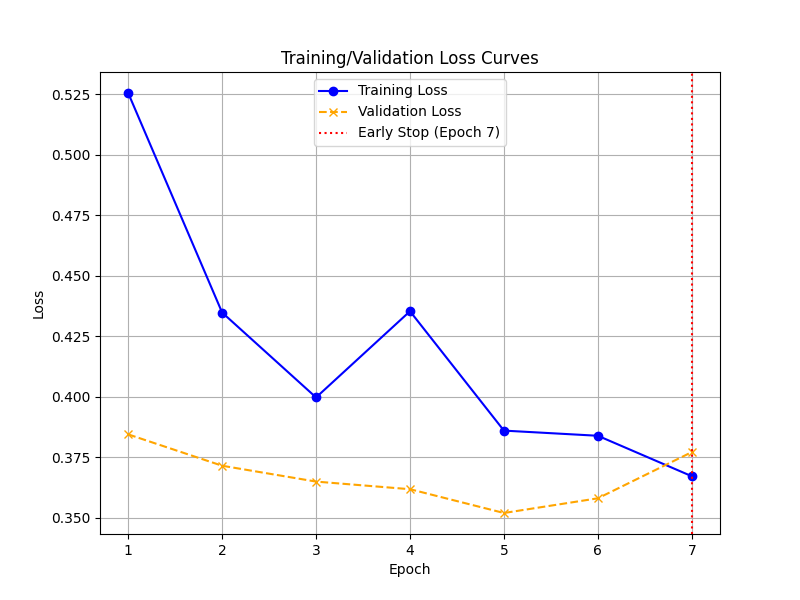 Training/Validation Loss Curves
Training Loss
Validation Loss
Early Stop (Epoch 7)
Loss
0.525
0.500
0.475
0.450
0.425
0.400
0.375
0.350
1 2 3 4 5 6 7
Epoch